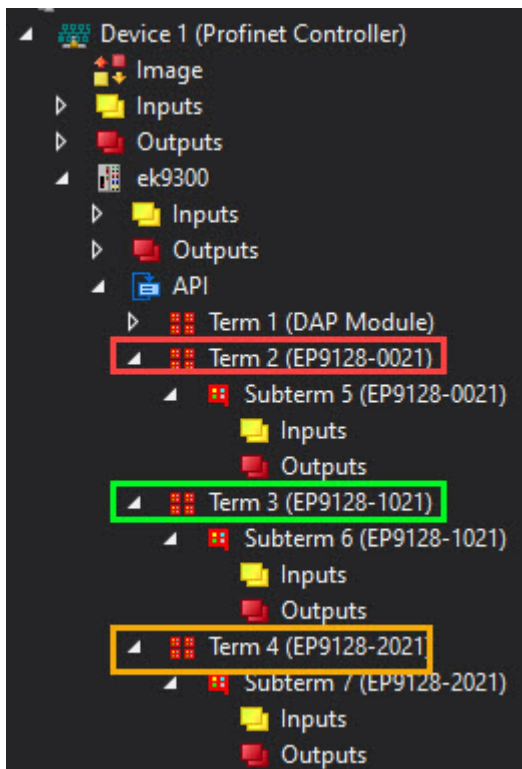 Device 1 (Profinet Controller)
Image
Inputs
Outputs
ek9300
Inputs
Outputs
API
Term 1 (DAP Module)
Term 2 (EP9128-0021)
Subterm 5 (EP9128-0021)
Inputs
Outputs
Term 3 (EP9128-1021)
Subterm 6 (EP9128-1021)
Inputs
Outputs
Term 4 (EP9128-2021)
Subterm 7 (EP9128-2021)
Inputs
Outputs